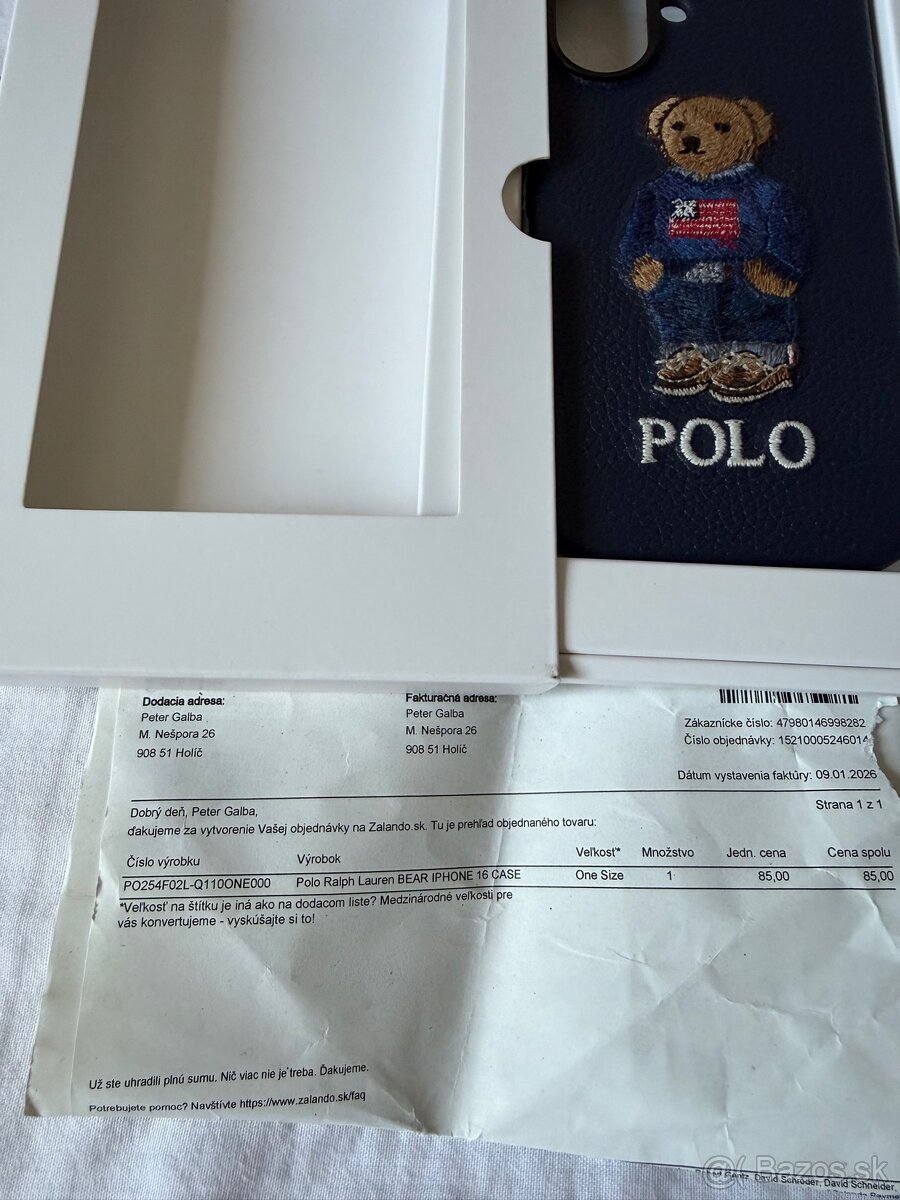 POLO
Dodacia adresa:
Peter Galba
M. Nešpora 26
908 51 Holíč
Fakturačná adresa:
Peter Galba
M. Nešpora 26
908 51 Holíč
Zákaznícke číslo: 47980146998282
Číslo objednávky: 15210005246014
Dátum vystavenia faktúry: 09.01.2026
Strana 1 z 1
Dobrý deň, Peter Galba,
ďakujeme za vytvorenie Vašej objednávky na Zalando.sk. Tu je prehľad objednaného tovaru:
Číslo výrobku Výrobok Veľkosť* Množstvo Jedn. cena Cena spolu
PO254F02L-Q110ONE000 Polo Ralph Lauren BEAR IPHONE 16 CASE One Size 1 85,00 85,00
*Veľkosť na štítku je iná ako na dodacom liste? Medzinárodné veľkosti pre
vás konvertujeme - vyskúšajte si to!
Už ste uhradili plnú sumu. Nič viac nie je treba. Ďakujeme.
Potrebujete pomoc? Navštívte https://www.zalando.sk/faq
Gentz, David Schröder, David Schneider,
@ Bazos.sk